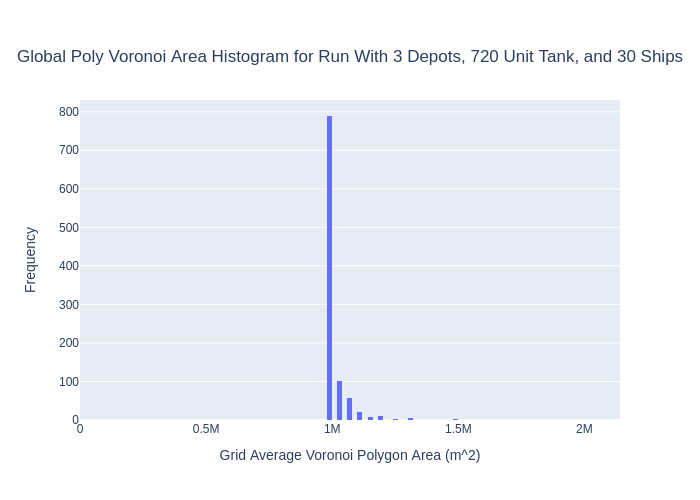 Global Poly Voronoi Area Histogram for Run With 3 Depots, 720 Unit Tank, and 30 Ships
800
700
600
500
400
300
200
100
0
Frequency
0 0.5M 1M 1.5M 2M
Grid Average Voronoi Polygon Area (m^2)